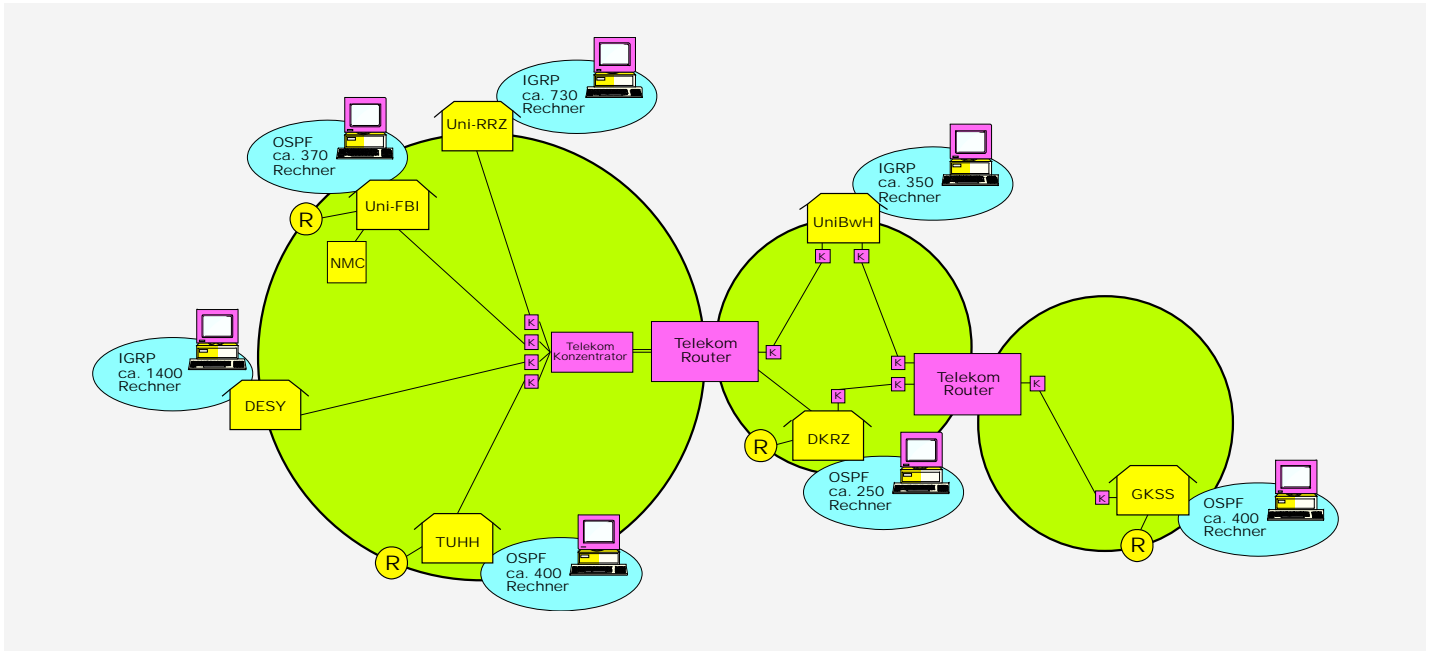 IGRP
ca. 730
Rechner
Uni-RRZ
OSPF
ca. 370
Rechner
Uni-FBI
R
NMC
IGRP
ca. 1400
Rechner
DESY
K
K
K
K
Telekom
Konzentrator
Telekom
Router
K
TUHH
R
OSPF
ca. 400
Rechner
IGRP
ca. 350
Rechner
UniBwH
K
K
K
K
K
Telekom
Router
K
DKRZ
R
OSPF
ca. 250
Rechner
K
GKSS
R
OSPF
ca. 400
Rechner